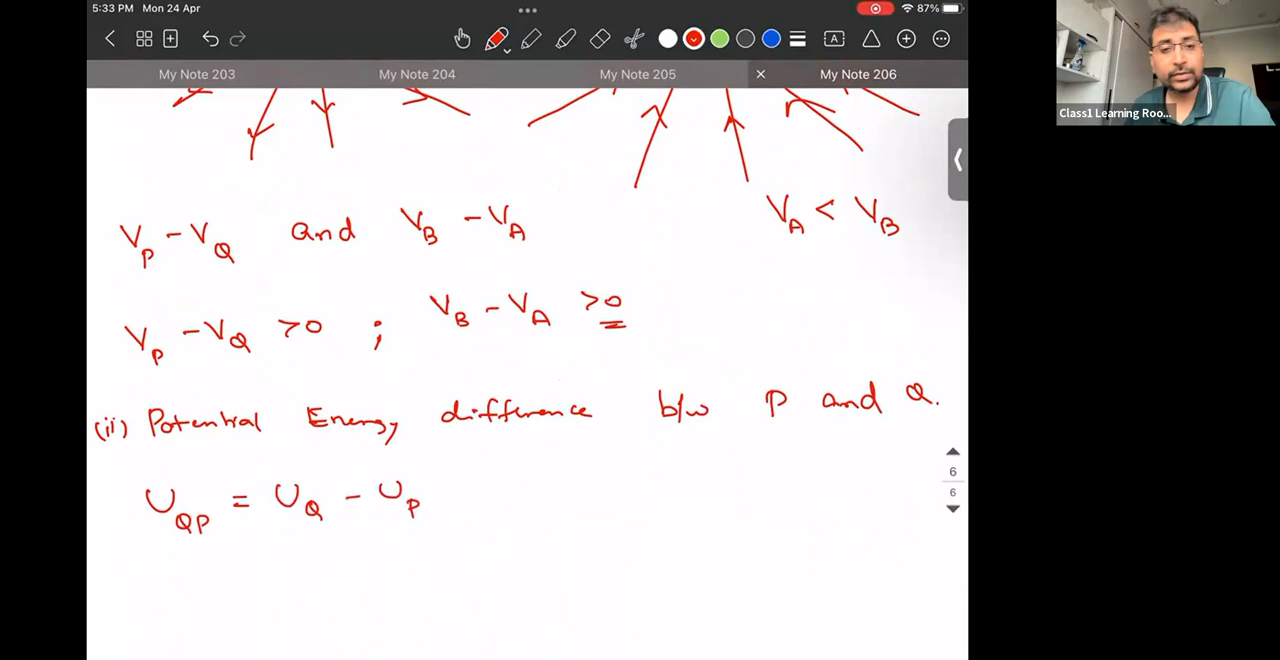 5:33 PM Mon 24 Apr
87%
A
My Note 203
My Note 204
My Note 205
My Note 206
Class1 Learning Roo...
V_P - V_Q and V_B - V_A
V_A < V_B
V_P - V_Q >0 ; V_B - V_A >0
(ii) Potential Energy difference b/w P and Q.
U_QP = U_Q - U_P
6
6